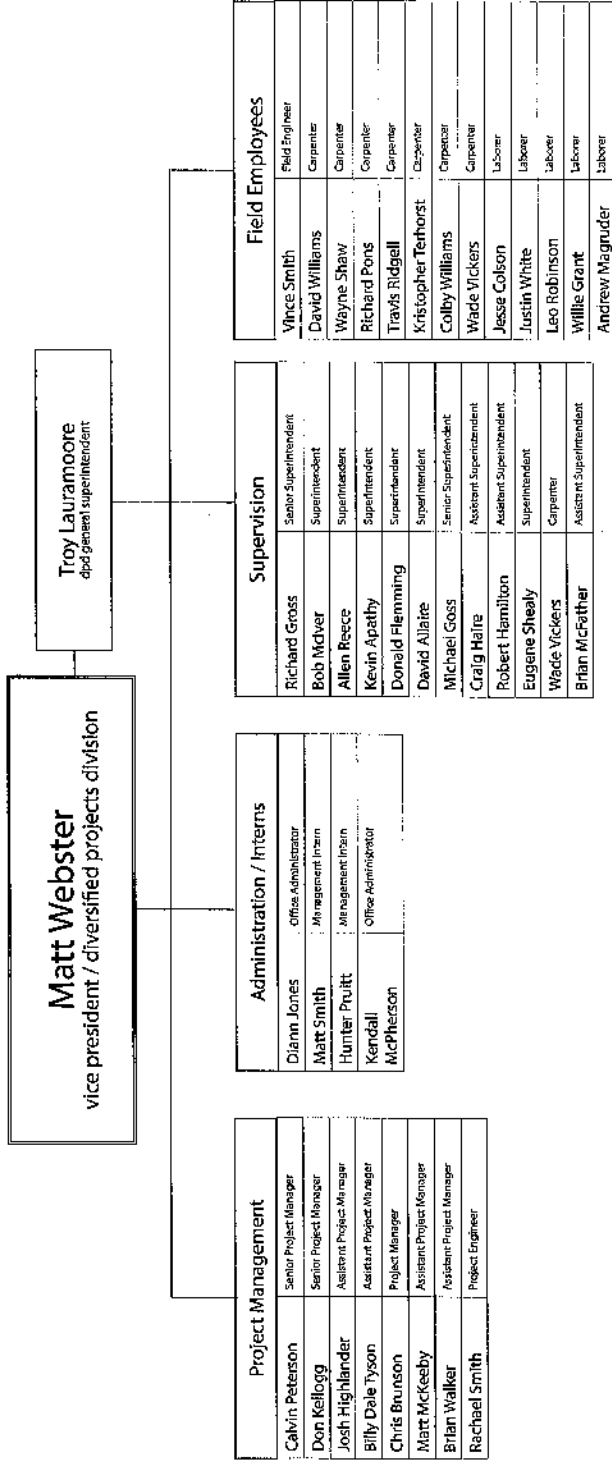 Matt Webster
vice president / diversified projects division
Troy Lauramoore
dpd general superintendent
Project Management
Calvin Peterson Senior Project Manager
Don Kellogg Senior Project Manager
Josh Highlander Assistant Project Manager
Billy Dale Tyson Assistant Project Manager
Chris Brunson Project Manager
Matt McKeeby Assistant Project Manager
Brian Walker Assistant Project Manager
Rachael Smith Project Engineer
Administration / Interns
Diann Jones Office Administrator
Matt Smith Management Intern
Hunter Pruitt Management Intern
Kendall Office Administrator
McPherson
Supervision
Richard Gross Senior Superintendent
Bob McIver Superintendent
Allen Reece Superintendent
Kevin Apathy Superintendent
Donald Flemming Superintendent
David Allaire Superintendent
Michael Goss Senior Superintendent
Craig Haire Assistant Superintendent
Robert Hamilton Assistant Superintendent
Eugene Shealy Superintendent
Wade Vickers Carpenter
Brian McFather Assistant Superintendent
Field Employees
Vince Smith Field Engineer
David Williams Carpenter
Wayne Shaw Carpenter
Richard Pons Carpenter
Travis Ridgell Carpenter
Kristopher Terhorst Carpenter
Colby Williams Carpenter
Wade Vickers Carpenter
Jesse Colson Laborer
Justin White Laborer
Leo Robinson Laborer
Willie Grant Laborer
Andrew Magruder Laborer